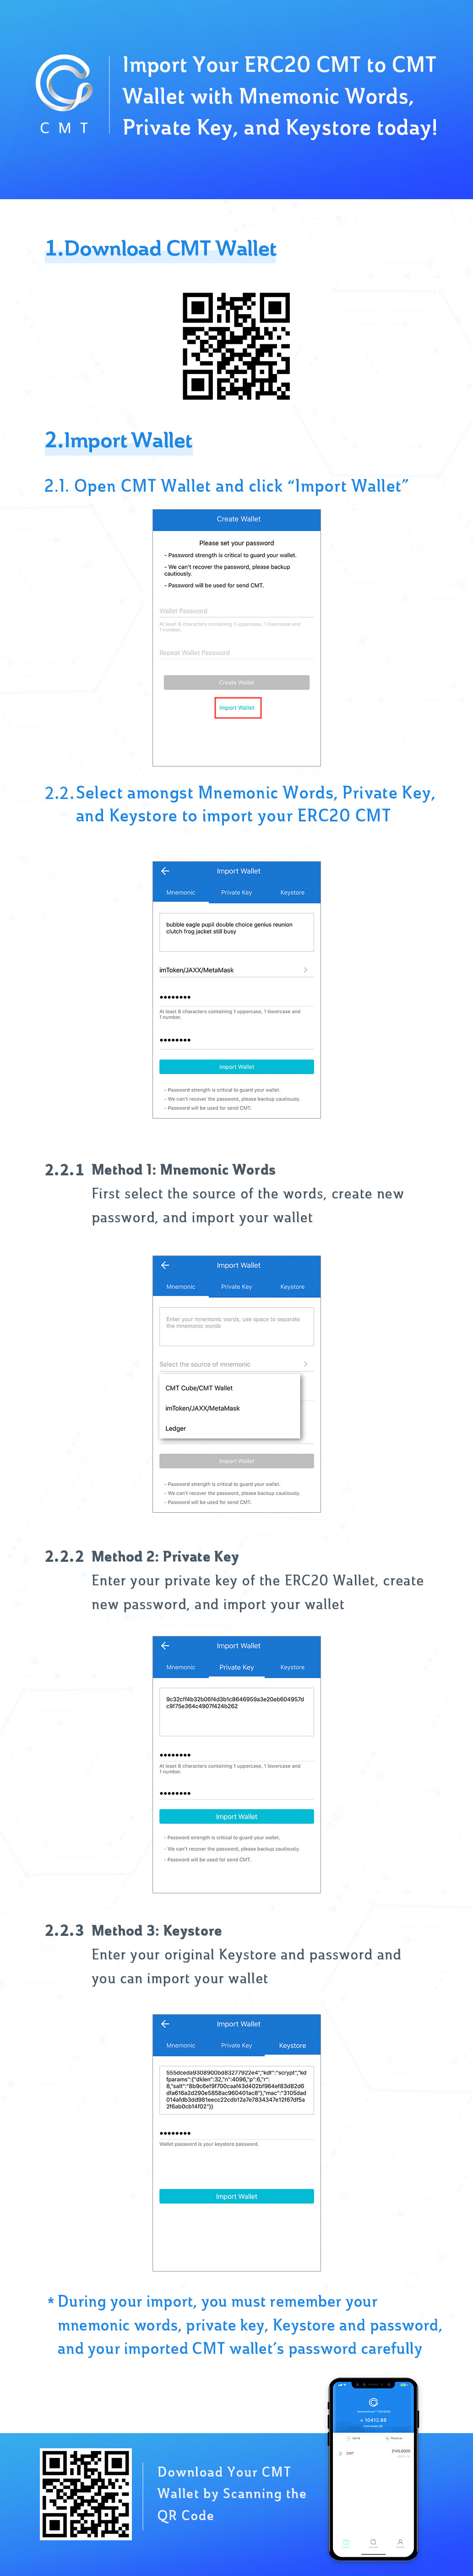 CMT
Import Your ERC20 CMT to CMT
Wallet with Mnemonic Words,
Private Key, and Keystore today!
1.Download CMT Wallet
2.Import Wallet
2.1. Open CMT Wallet and click “Import Wallet”
Create Wallet
Please set your password
- Password strength is critical to guard your wallet.
- We can't recover the password, please backup
cautiously.
- Password will be used for send CMT.
Wallet Password
At least 8 characters containing 1 uppercase, 1 lowercase and
1 number.
Repeat Wallet Password
Create Wallet
Import Wallet
2.2. Select amongst Mnemonic Words, Private Key,
and Keystore to import your ERC20 CMT
Import Wallet
Mnemonic Private Key Keystore
bubble eagle pupil double choice genius reunion
clutch frog jacket still busy
imToken/JAXX/MetaMask
At least 8 characters containing 1 uppercase, 1 lowercase and
1 number.
Import Wallet
- Password strength is critical to guard your wallet.
- We can't recover the password, please backup cautiously.
- Password will be used for send CMT.
2.2.1 Method 1: Mnemonic Words
First select the source of the words, create new
password, and import your wallet
Import Wallet
Mnemonic Private Key Keystore
Enter your mnemonic words, use space to separate
the mnemonic words
Select the source of mnemonic
CMT Cube/CMT Wallet
imToken/JAXX/MetaMask
Ledger
Import Wallet
- Password strength is critical to guard your wallet.
- We can't recover the password, please backup cautiously.
- Password will be used for send CMT.
2.2.2 Method 2: Private Key
Enter your private key of the ERC20 Wallet, create
new password, and import your wallet
Import Wallet
Mnemonic Private Key Keystore
9c32cff4b32b06f4d3b1c8646959a3e20eb604957d
c9f75e364c4907f424b262
At least 8 characters containing 1 uppercase, 1 lowercase and
1 number.
Import Wallet
- Password strength is critical to guard your wallet.
- We can't recover the password, please backup cautiously.
- Password will be used for send CMT.
2.2.3 Method 3: Keystore
Enter your original Keystore and password and
you can import your wallet
Import Wallet
Mnemonic Private Key Keystore
555dceda9308900bd83277922e4","kdf":"scrypt","kd
fparams":{"dklen":32,"n":4096,"p":6,"r":
8,"salt":"8b9c6ef9f700caaf43d402bf964ef83d82d6
dfa616a2d290e5858ac960401ac8"},"mac":"3105dad
014afdb3dd981eecc22cdb12a7e7834347e12f67df5a
2f6ab0cb14f02"}}
Wallet password is your keystore password.
Import Wallet
* During your import, you must remember your
mnemonic words, private key, Keystore and password,
and your imported CMT wallet’s password carefully
Download Your CMT
Wallet by Scanning the
QR Code
≈ 10412.88
Send Receive
CMT